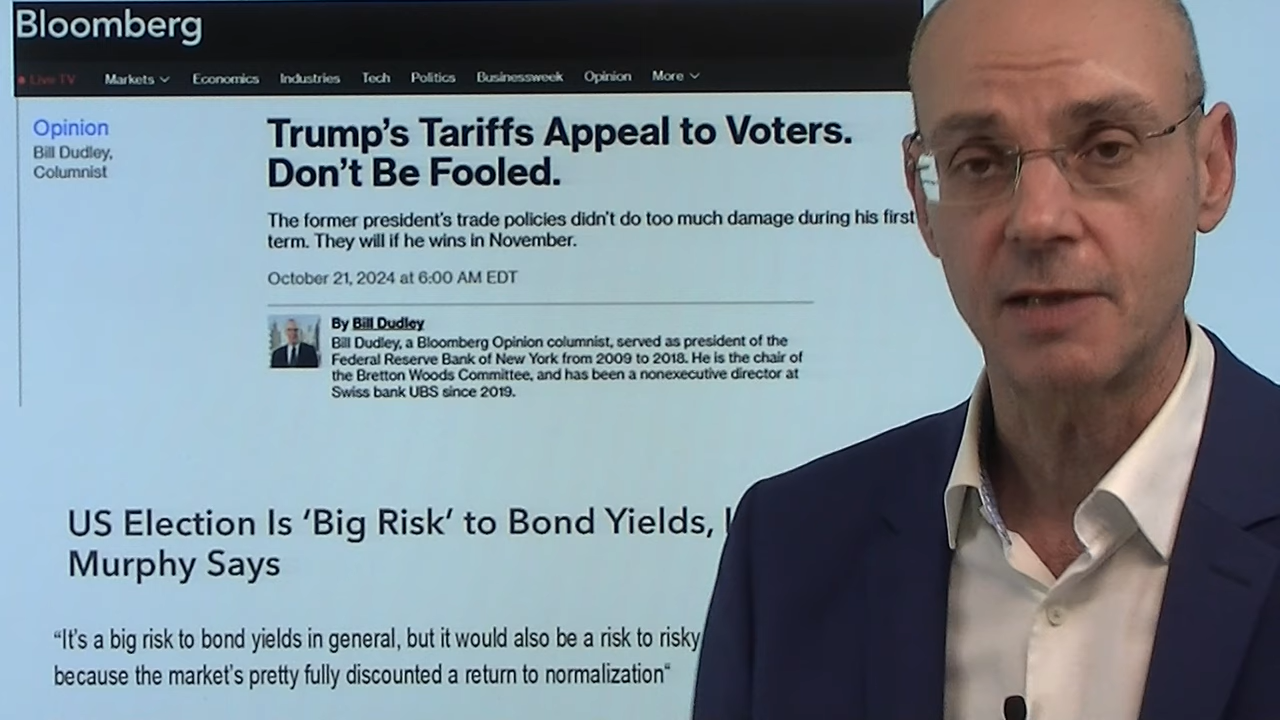 Bloomberg
Live TV Markets Economics Industries Tech Politics Businessweek Opinion More
Opinion
Bill Dudley,
Columnist
Trump's Tariffs Appeal to Voters.
Don't Be Fooled.
The former president's trade policies didn't do too much damage during his first
term. They will if he wins in November.
October 21, 2024 at 6:00 AM EDT
By Bill Dudley
Bill Dudley, a Bloomberg Opinion columnist, served as president of the
Federal Reserve Bank of New York from 2009 to 2018. He is the chair of
the Bretton Woods Committee, and has been a nonexecutive director at
Swiss bank UBS since 2019.
US Election Is ‘Big Risk’ to Bond Yields,
Murphy Says
“It's a big risk to bond yields in general, but it would also be a risk to risky
because the market's pretty fully discounted a return to normalization“